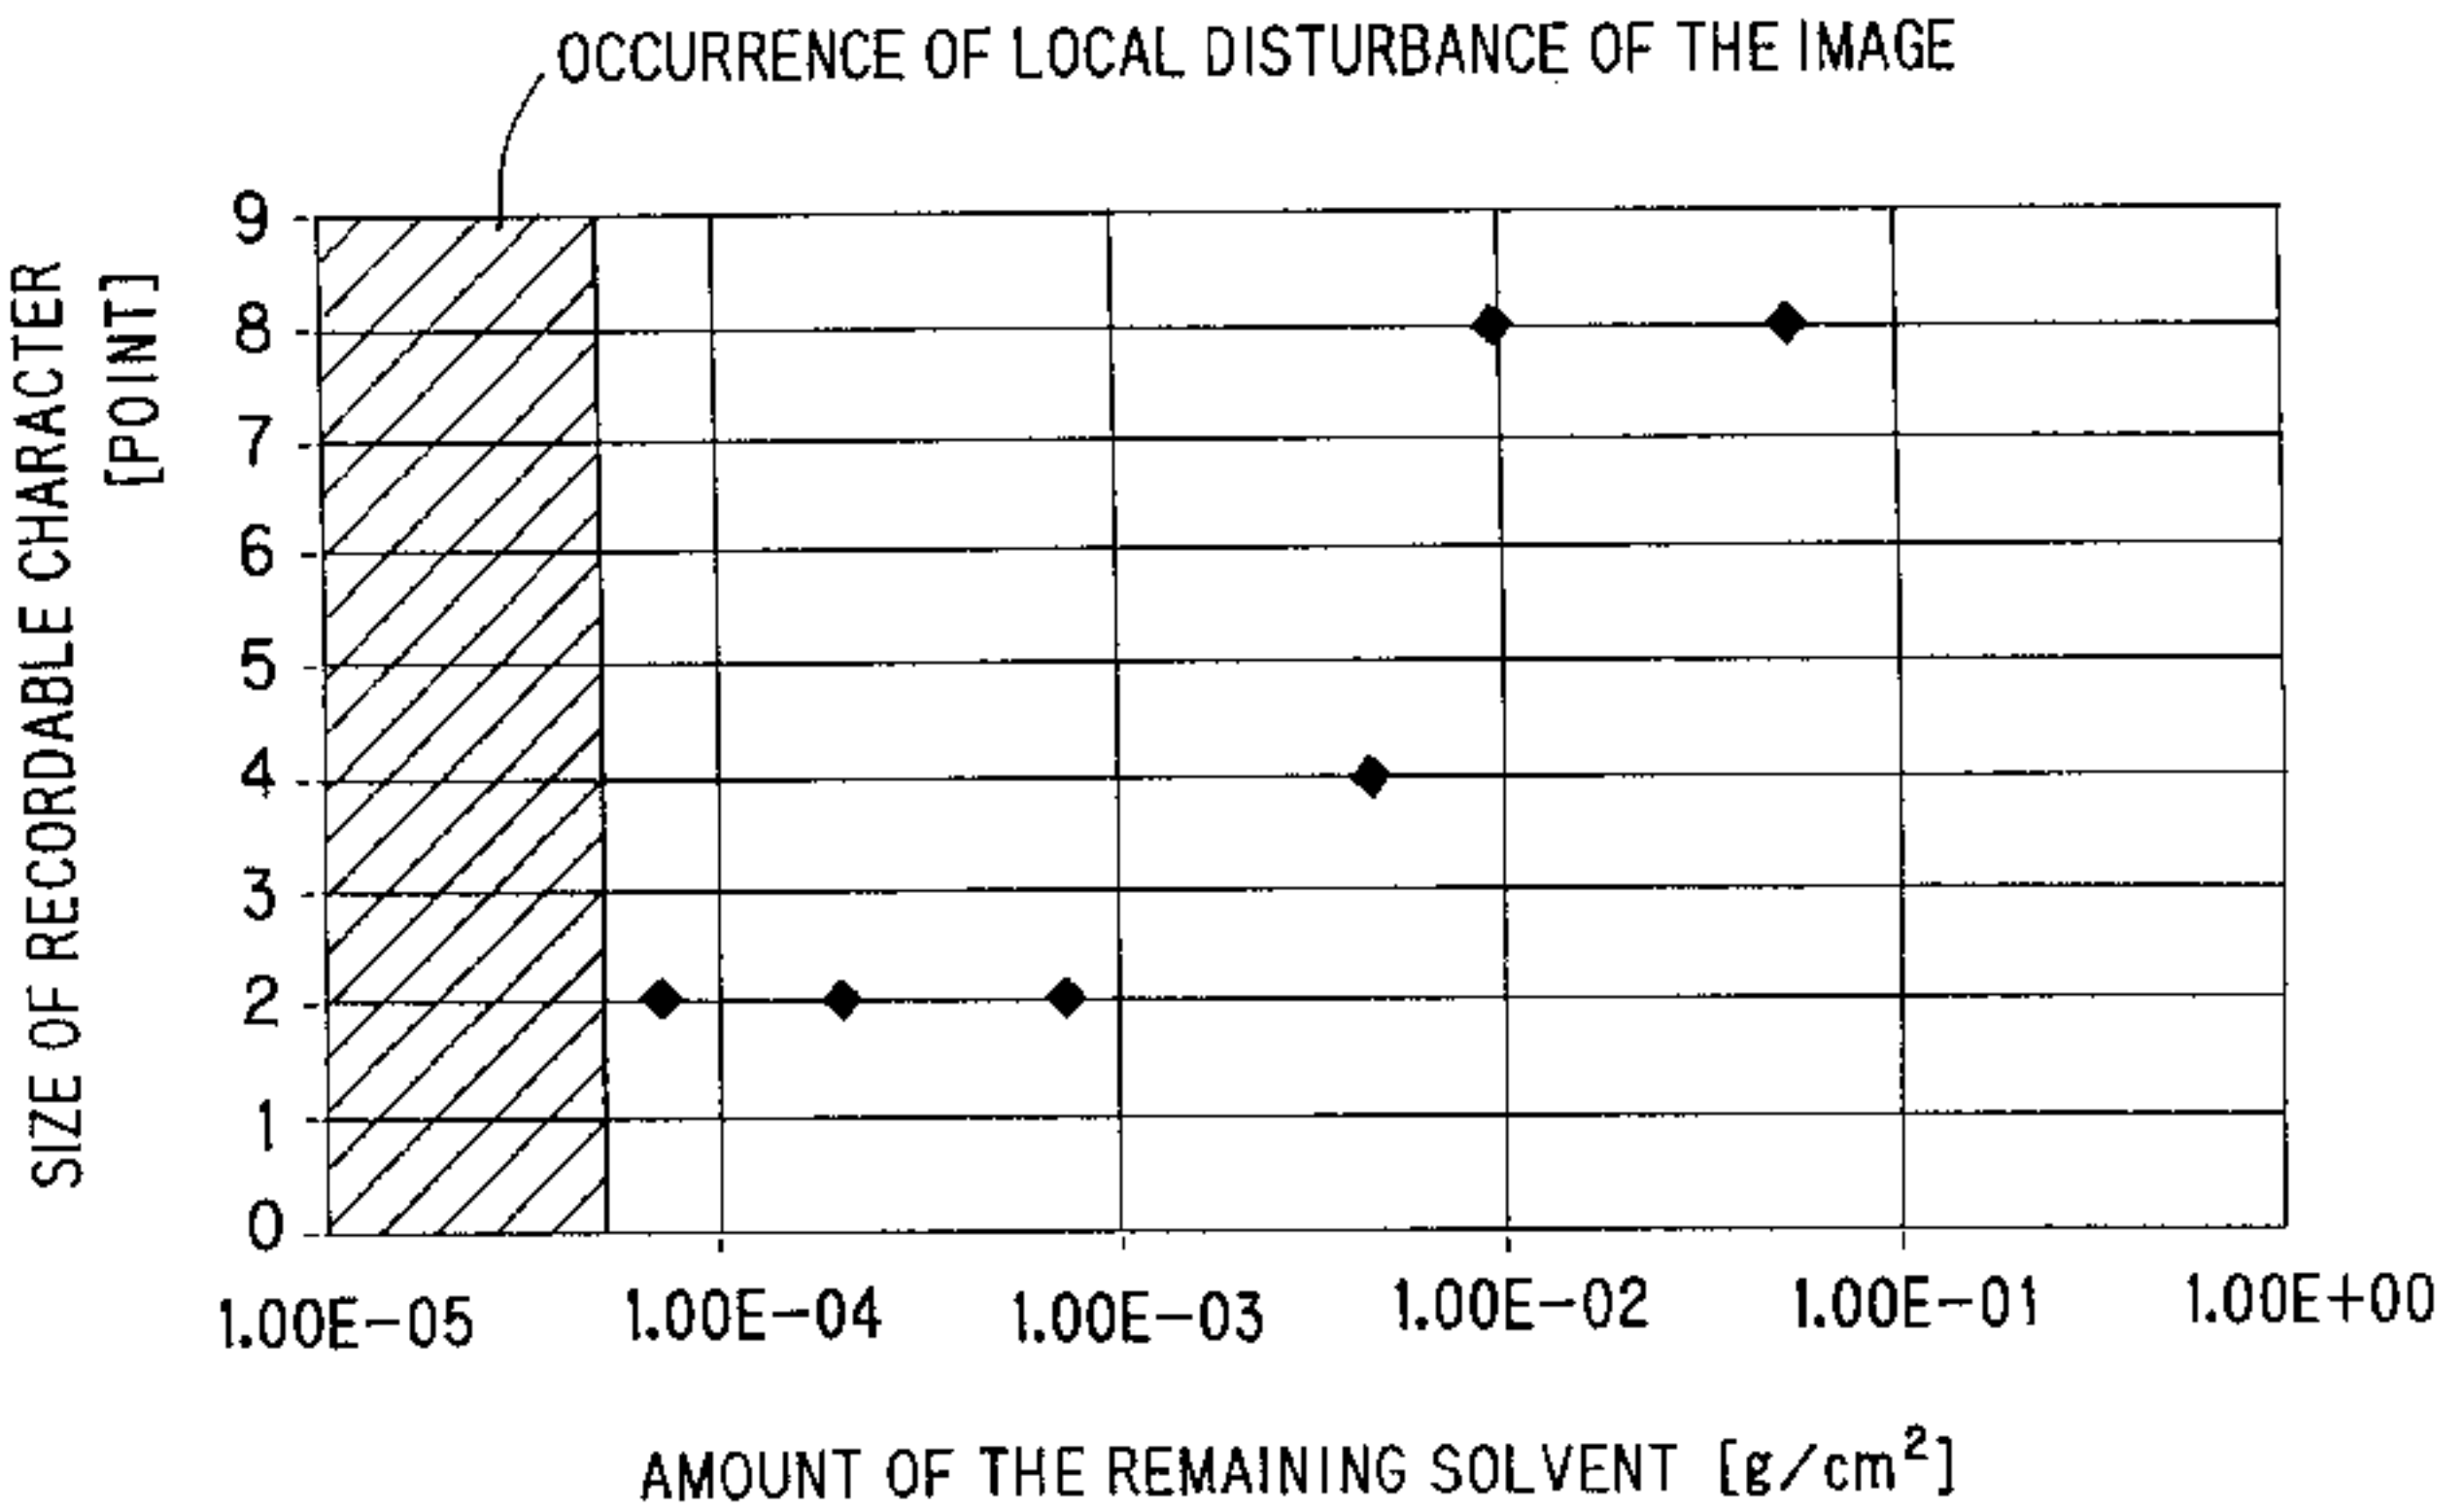 OCCURRENCE OF LOCAL DISTURBANCE OF THE IMAGE
SIZE OF RECORDABLE CHARACTER
[POINT]
9
8
7
6
5
4
3
2
1
0
1.00E-05 1.00E-04 1.00E-03 1.00E-02 1.00E-01 1.00E+00
AMOUNT OF THE REMAINING SOLVENT [g/cm²]